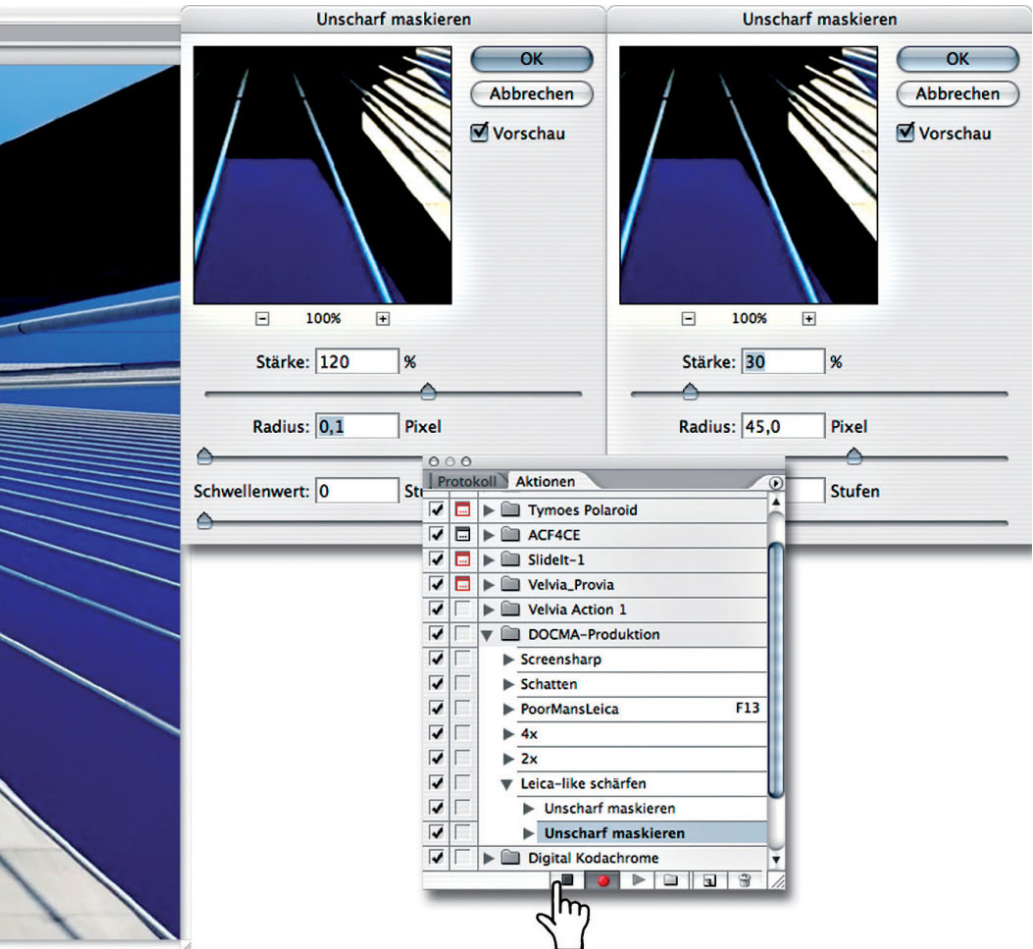 Unscharf maskieren
OK
Abbrechen
Vorschau
100%
Stärke: 120 %
Radius: 0,1 Pixel
Schwellenwert: 0
Unscharf maskieren
OK
Abbrechen
Vorschau
100%
Stärke: 30 %
Radius: 45,0 Pixel
Stufen
Protokoll Aktionen
Tymoes Polaroid
ACF4CE
SlideIt-1
Velvia_Provia
Velvia Action 1
DOCMA-Produktion
Screensharp
Schatten
PoorMansLeica F13
4x
2x
Leica-like schärfen
Unscharf maskieren
Unscharf maskieren
Digital Kodachrome